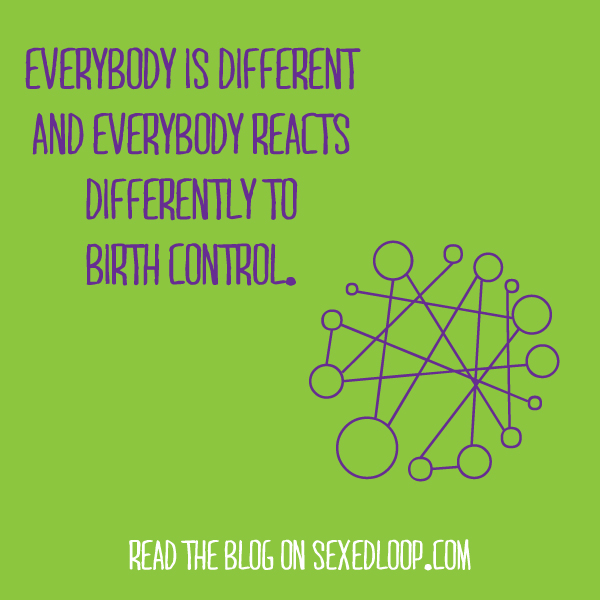 EVERYBODY IS DIFFERENT
AND EVERYBODY REACTS
DIFFERENTLY TO
BIRTH CONTROL.
READ THE BLOG ON SEXEDLOOP.COM